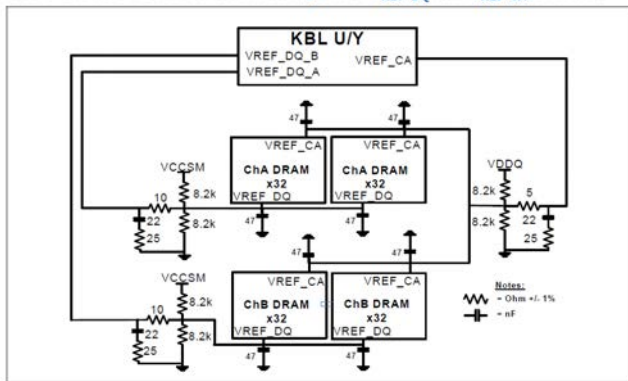 KBL U/Y
VREF_DQ_B
VREF_DQ_A
VREF_CA
47
47
VREF_CA
ChA DRAM
x32
VREF_DQ
ChA DRAM
x32
VREF_DQ
VCCSM
8.2k
10
8.2k
22
25
47
47
VDDQ
8.2k
5
8.2k
22
25
47
47
VREF_CA
ChB DRAM
x32
VREF_DQ
VREF_CA
ChB DRAM
x32
VREF_DQ
VCCSM
8.2k
10
8.2k
22
25
47
47
Notes:
= Ohm +/- 1%
= nF